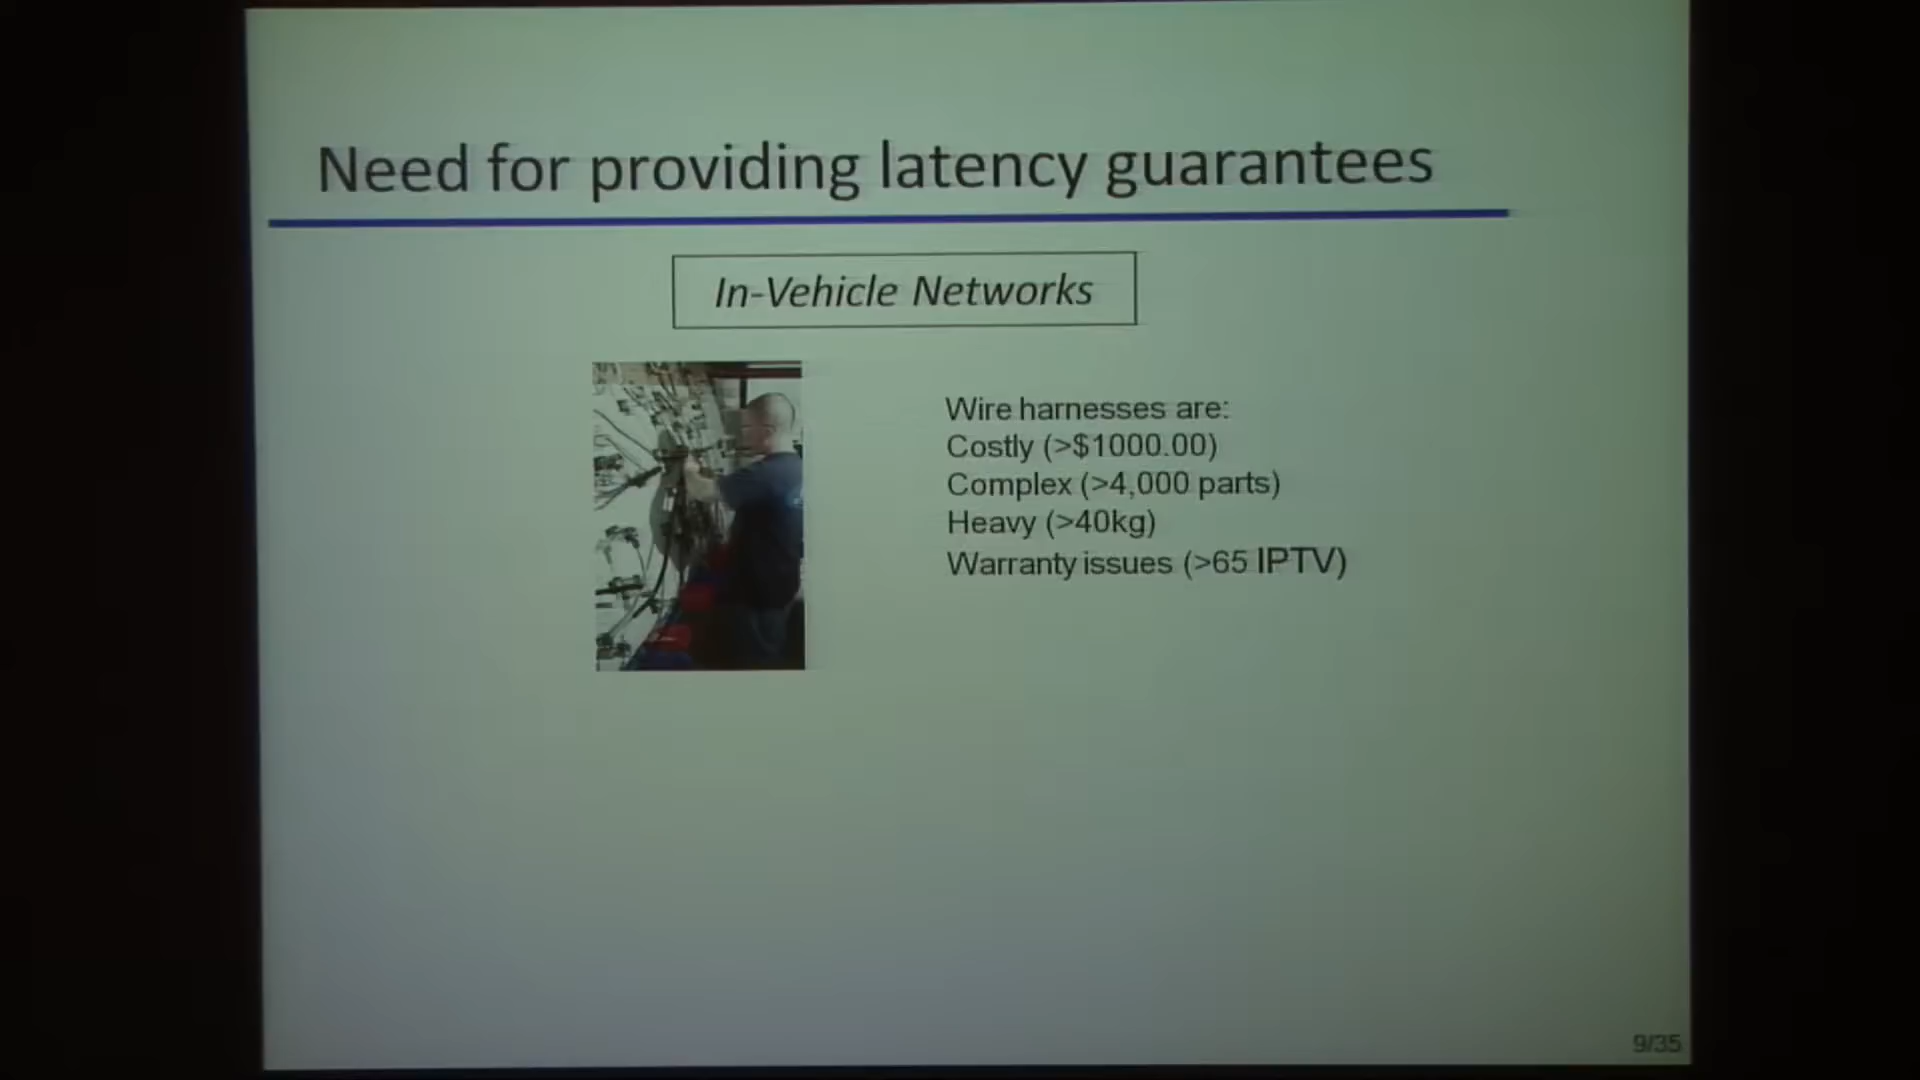 Need for providing latency guarantees
In-Vehicle Networks
Wire harnesses are:
Costly (>$1000.00)
Complex (>4,000 parts)
Heavy (>40kg)
Warranty issues (>65 IPTV)
9/35